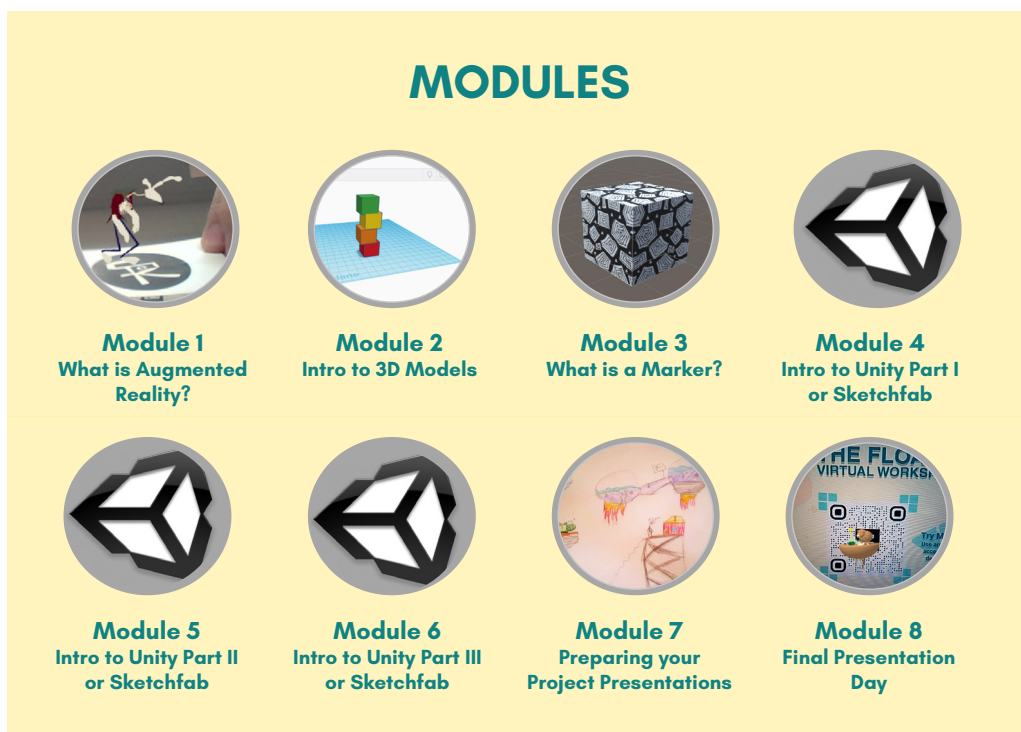 MODULES
Module 1
What is Augmented
Reality?
Module 2
Intro to 3D Models
Module 3
What is a Marker?
Module 4
Intro to Unity Part I
or Sketchfab
Module 5
Intro to Unity Part II
or Sketchfab
Module 6
Intro to Unity Part III
or Sketchfab
Module 7
Preparing your
Project Presentations
THE FLOA
VIRTUAL WORKS
Try M
Module 8
Final Presentation
Day